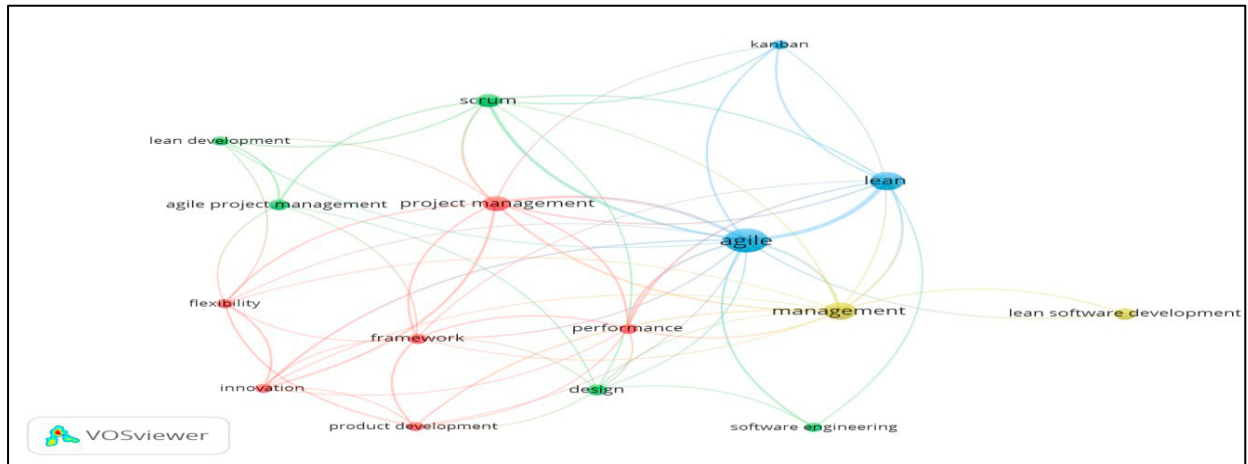 kanban
scrum
lean development
lean
agile project management
project management
agile
flexibility
management
lean software development
performance
framework
innovation
design
product development
software engineering
VOSviewer